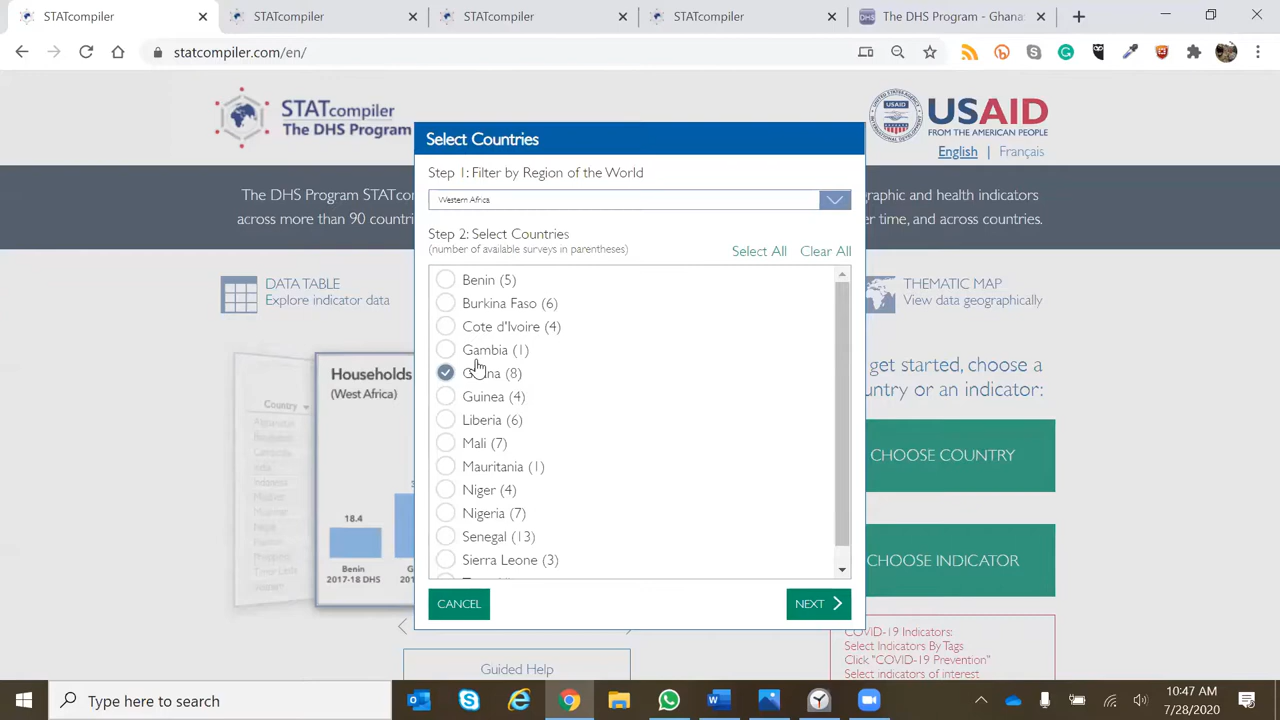 STATcompiler
STATcompiler
STATcompiler
STATcompiler
The DHS Program - Ghana:
statcompiler.com/en/
STATcompiler
The DHS Program
USAID
FROM THE AMERICAN PEOPLE
English | Français
The DHS Program STATco
graphic and health indicators
across more than 90 countri
er time, and across countries.
Select Countries
Step 1: Filter by Region of the World
Western Africa
Step 2: Select Countries
(number of available surveys in parentheses)
Select All
Clear All
Benin (5)
Burkina Faso (6)
Cote d'Ivoire (4)
Gambia (1)
Ghana (8)
Guinea (4)
Liberia (6)
Mali (7)
Mauritania (1)
Niger (4)
Nigeria (7)
Senegal (13)
Sierra Leone (3)
CANCEL
NEXT
DATA TABLE
Explore indicator data
THEMATIC MAP
View data geographically
Country
Households
(West Africa)
18.4
Benin
2017-18 DHS
get started, choose a
ountry or an indicator:
CHOOSE COUNTRY
CHOOSE INDICATOR
COVID-19 Indicators:
Select Indicators By Tags
Click "COVID-19 Prevention"
Select indicators of interest
Guided Help
Type here to search
10:47 AM
7/28/2020